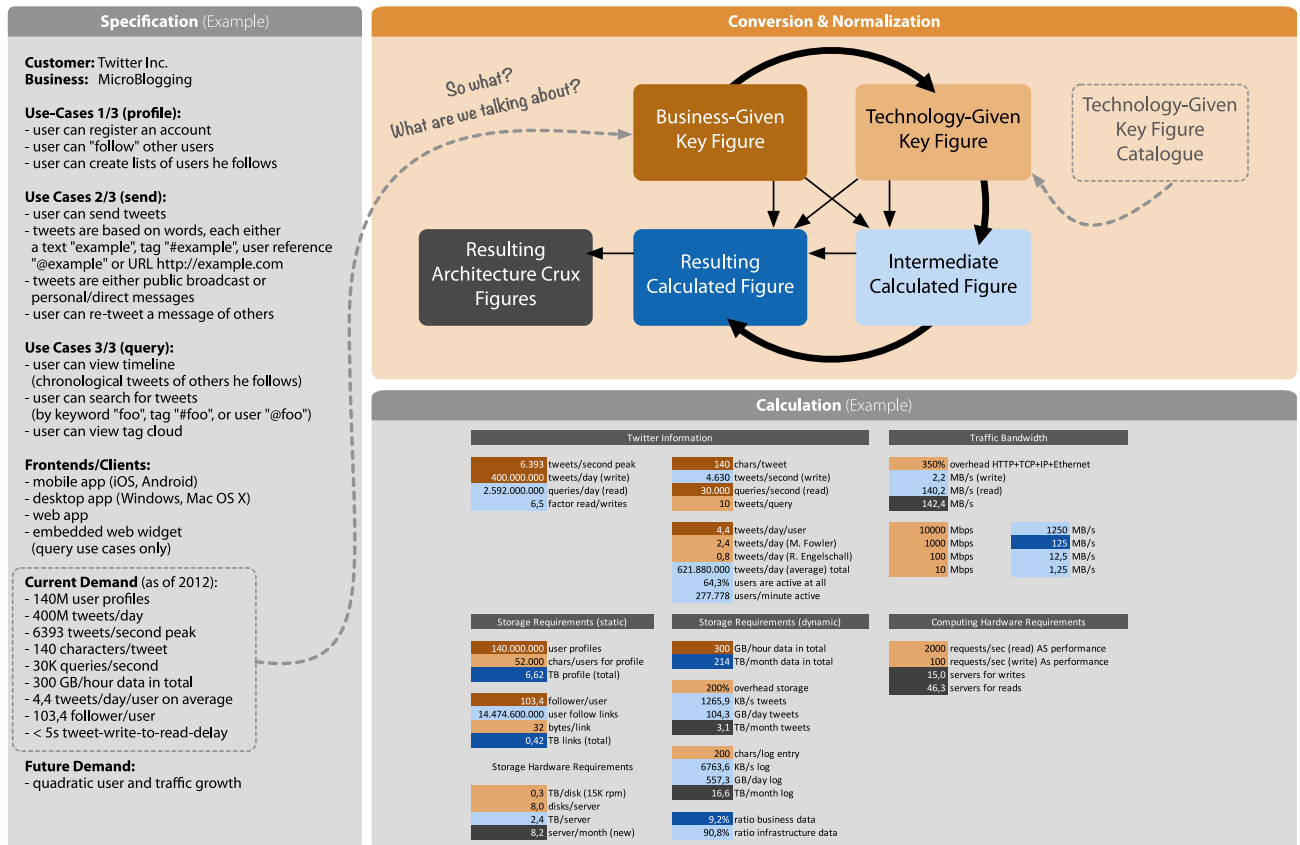 Specification (Example)
Customer: Twitter Inc.
Business: MicroBlogging
Use-Cases 1/3 (profile):
- user can register an account
- user can "follow" other users
- user can create lists of users he follows
Use Cases 2/3 (send):
- user can send tweets
- tweets are based on words, each either
a text "example", tag "#example", user reference
"@example" or URL http://example.com
- tweets are either public broadcast or
personal/direct messages
- user can re-tweet a message of others
Use Cases 3/3 (query):
- user can view timeline
(chronological tweets of others he follows)
- user can search for tweets
(by keyword "foo", tag "#foo", or user "@foo")
- user can view tag cloud
Frontends/Clients:
- mobile app (iOS, Android)
- desktop app (Windows, Mac OS X)
- web app
- embedded web widget
(query use cases only)
Current Demand (as of 2012):
- 140M user profiles
- 400M tweets/day
- 6393 tweets/second peak
- 140 characters/tweet
- 30K queries/second
- 300 GB/hour data in total
- 4,4 tweets/day/user on average
- 103,4 follower/user
- < 5s tweet-write-to-read-delay
Future Demand:
- quadratic user and traffic growth
Conversion & Normalization
So what?
What are we talking about?
Business-Given
Key Figure
Technology-Given
Key Figure
Technology-Given
Key Figure
Catalogue
Resulting
Architecture Crux
Figures
Resulting
Calculated Figure
Intermediate
Calculated Figure
Calculation (Example)
Twitter Information
6.393 tweets/second peak
400.000.000 tweets/day (write)
2.592.000.000 queries/day (read)
6,5 factor read/writes
140 chars/tweet
4.630 tweets/second (write)
30.000 queries/second (read)
10 tweets/query
4,4 tweets/day/user
2,4 tweets/day (M. Fowler)
0,8 tweets/day (R. Engelschall)
621.880.000 tweets/day (average) total
64,3% users are active at all
277.778 users/minute active
Traffic Bandwidth
350% overhead HTTP+TCP+IP+Ethernet
2,2 MB/s (write)
140,2 MB/s (read)
142,4 MB/s
10000 Mbps 1250 MB/s
1000 Mbps 125 MB/s
100 Mbps 12,5 MB/s
10 Mbps 1,25 MB/s
Storage Requirements (static)
140.000.000 user profiles
52.000 chars/users for profile
6,62 TB profile (total)
103,4 follower/user
14.474.600.000 user follow links
32 bytes/link
0,42 TB links (total)
Storage Hardware Requirements
0,3 TB/disk (15K rpm)
8,0 disks/server
2,4 TB/server
8,2 server/month (new)
Storage Requirements (dynamic)
300 GB/hour data in total
214 TB/month data in total
200% overhead storage
1265,9 KB/s tweets
104,3 GB/day tweets
3,1 TB/month tweets
200 chars/log entry
6763,6 KB/s log
557,3 GB/day log
16,6 TB/month log
9,2% ratio business data
90,8% ratio infrastructure data
Computing Hardware Requirements
2000 requests/sec (read) AS performance
100 requests/sec (write) As performance
15,0 servers for writes
46,3 servers for reads